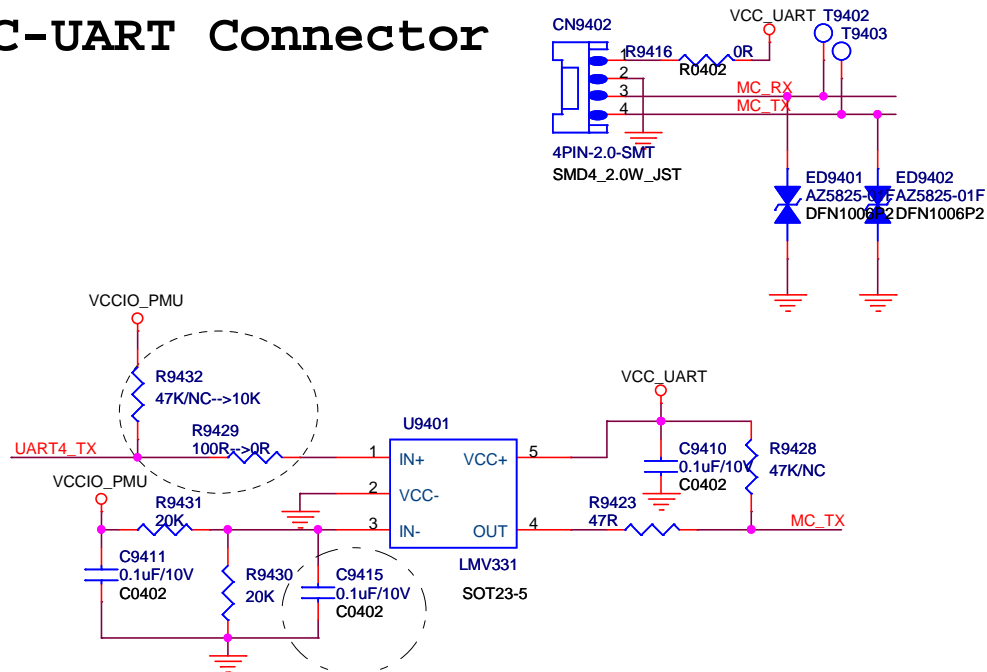 C-UART Connector
CN9402
VCC_UART
T9402
T9403
1
R9416
0R
R0402
2
3
MC_RX
4
MC_TX
4PIN-2.0-SMT
SMD4_2.0W_JST
ED9401
AZ5825-01F
DFN1006P2
ED9402
AZ5825-01F
DFN1006P2
VCCIO_PMU
R9432
47K/NC-->10K
R9429
100R-->0R
UART4_TX
VCCIO_PMU
R9431
20K
C9411
0.1uF/10V
C0402
R9430
20K
C9415
0.1uF/10V
C0402
U9401
1
IN+
VCC+
5
2
VCC-
3
IN-
OUT
4
LMV331
SOT23-5
VCC_UART
C9410
0.1uF/10V
C0402
R9428
47K/NC
R9423
47R
MC_TX